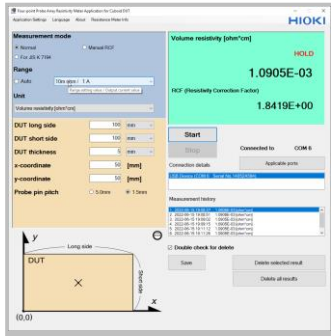 Four-point Probe Array Resistivity Meter Application for Cuboid DUT
Application Settings Language About Resistance Meter Info
HIOKI
Measurement mode
Normal
Manual RCF
For JIS K 7194
Range
Auto
10m ohm / 1 A
Range setting value / Output current value
Unit
Volume resistivity [ohm*cm]
DUT long side 100 mm
DUT short side 100 mm
DUT thickness 5 mm
x-coordinate 50 [mm]
y-coordinate 50 [mm]
Probe pin pitch 5.0mm 1.5mm
y
Long side
DUT
Short side
x
(0,0)
Volume resistivity [ohm*cm]
HOLD
1.0905E-03
RCF (Resistivity Correction Factor)
1.8419E+00
Start
Stop
Connected to COM 6
Connection details
Applicable ports
Measurement history
Double check for delete
Save
Delete selected result
Delete all results